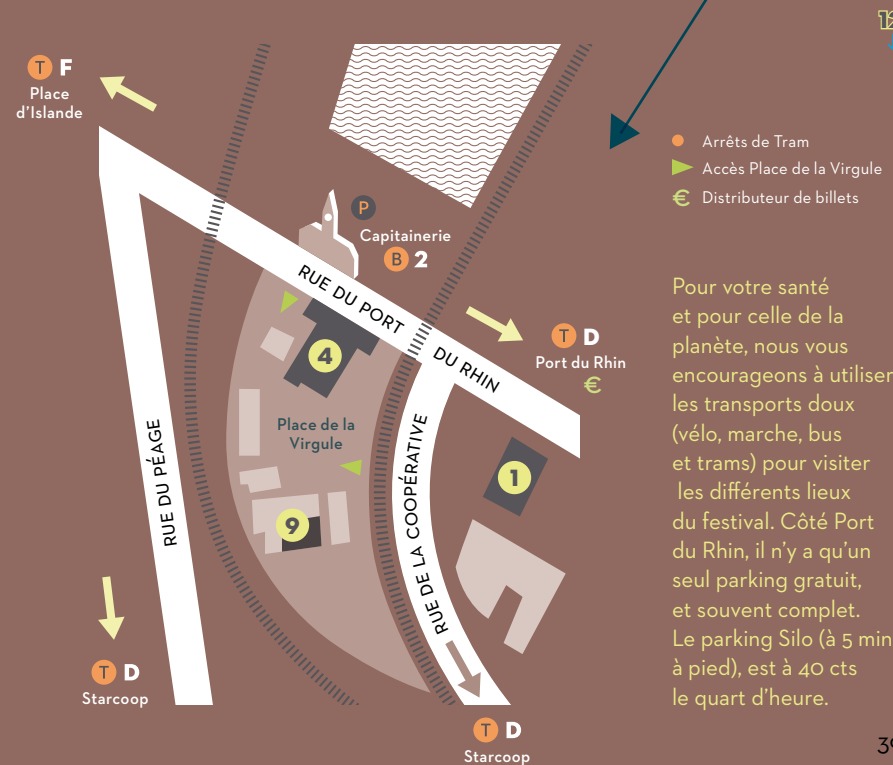 T F
Place
d'Islande
P
Capitainerie
B 2
RUE DU PORT
DU RHIN
T D
Port du Rhin
€
4
Place de la
Virgule
1
9
RUE DU PÉAGE
RUE DE LA COOPÉRATIVE
T D
Starcoop
T D
Starcoop
12
Arrêts de Tram
Accès Place de la Virgule
€ Distributeur de billets
Pour votre santé
et pour celle de la
planète, nous vous
encourageons à utiliser
les transports doux
(vélo, marche, bus
et trams) pour visiter
les différents lieux
du festival. Côté Port
du Rhin, il n'y a qu'un
seul parking gratuit,
et souvent complet.
Le parking Silo (à 5 min
à pied), est à 40 cts
le quart d'heure.